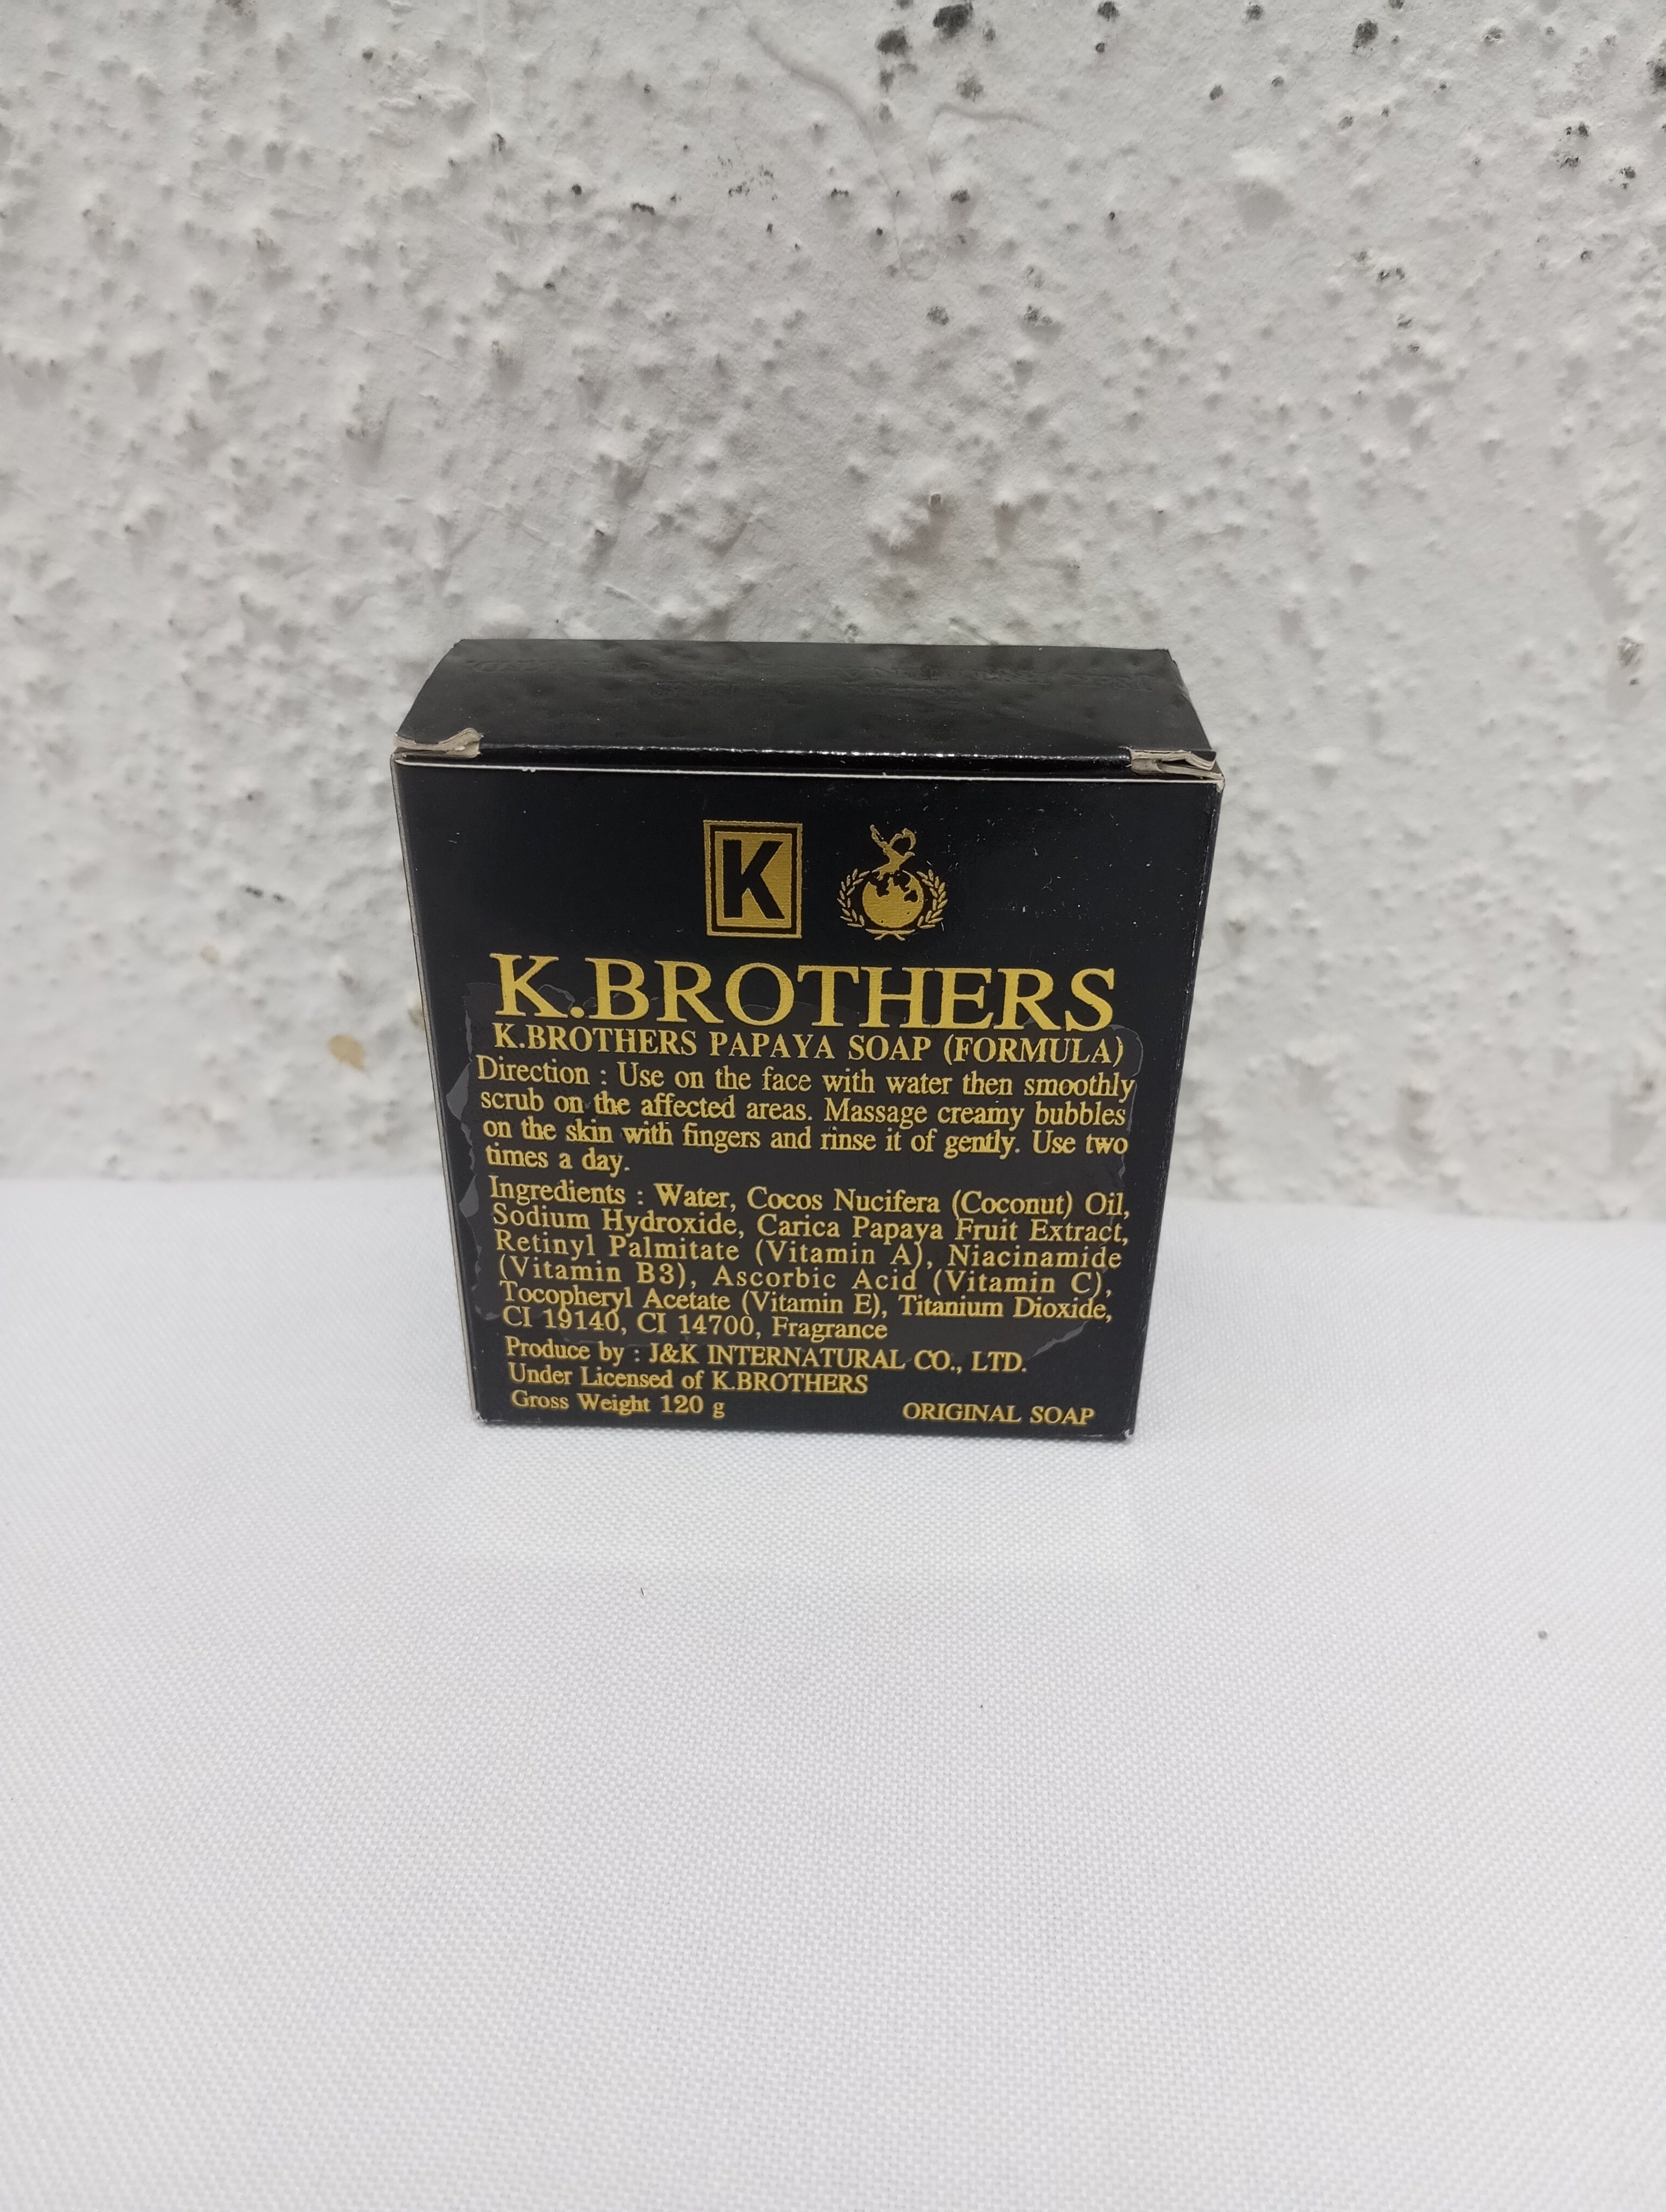 K
K.BROTHERS
K.BROTHERS PAPAYA SOAP (FORMULA)
Direction : Use on the face with water then smoothly
scrub on the affected areas. Massage creamy bubbles
on the skin with fingers and rinse it of gently. Use two
times a day.
Ingredients : Water, Cocos Nucifera (Coconut) Oil,
Sodium Hydroxide, Carica Papaya Fruit Extract,
Retinyl Palmitate (Vitamin A), Niacinamide
(Vitamin B3), Ascorbic Acid (Vitamin C),
Tocopheryl Acetate (Vitamin E), Titanium Dioxide,
CI 19140, CI 14700, Fragrance
Produce by : J&K INTERNATURAL CO., LTD.
Under Licensed of K.BROTHERS
Gross Weight 120 g
ORIGINAL SOAP